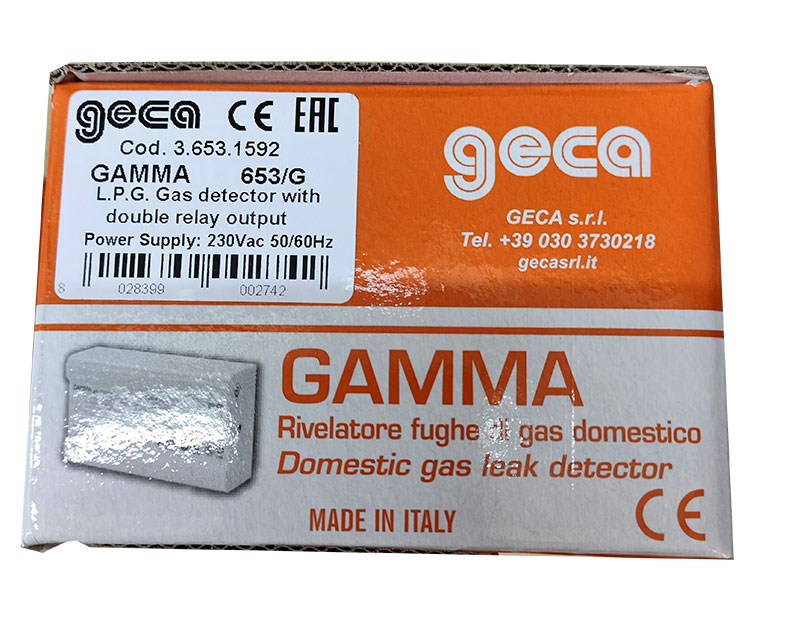 geca CE EAC
Cod. 3.653.1592
GAMMA 653/G
L.P.G. Gas detector with
double relay output
Power Supply: 230Vac 50/60Hz
8 028399 002742
geca
GECA s.r.l.
Tel. +39 030 3730218
gecasrl.it
GAMMA
Rivelatore fughe di gas domestico
Domestic gas leak detector
MADE IN ITALY
CE